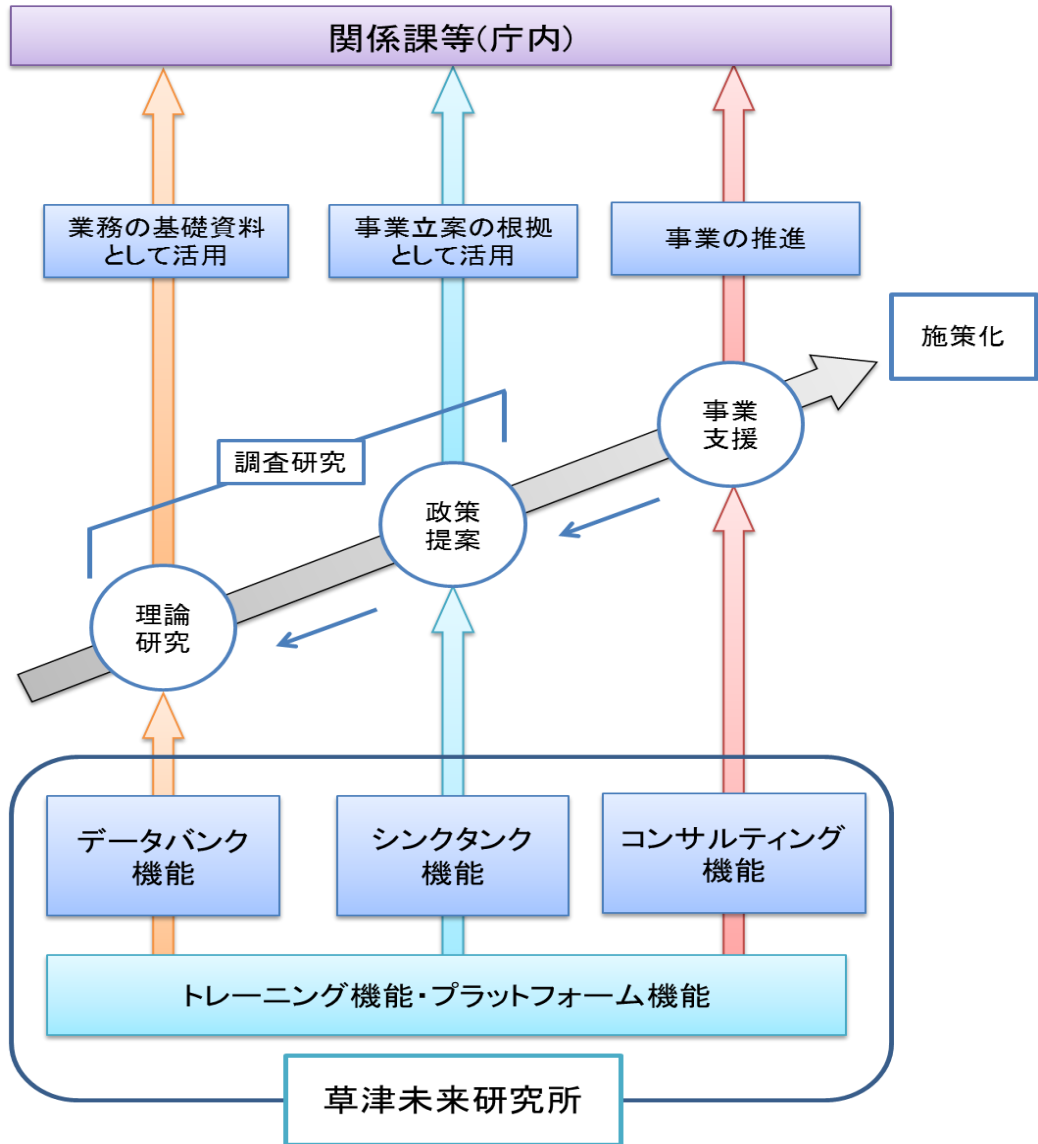 関係課等(庁内)
業務の基礎資料
として活用
事業立案の根拠
として活用
事業の推進
施策化
事業
支援
調査研究
政策
提案
理論
研究
データバンク
機能
シンクタンク
機能
コンサルティング
機能
トレーニング機能・プラットフォーム機能
草津未来研究所